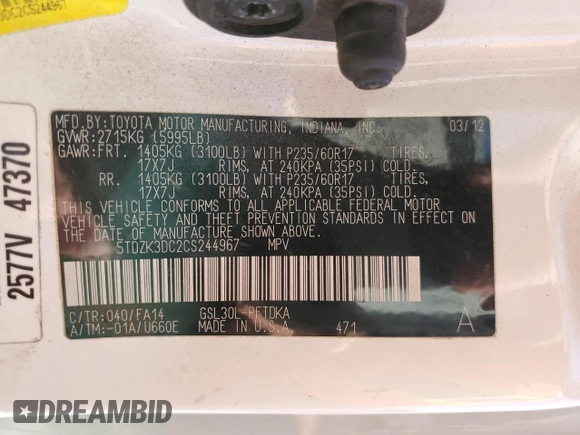 DC2CS244967
MFD.BY:TOYOTA MOTOR MANUFACTURING, INDIANA, INC. 03/12
GVWR:2715KG (5995LB)
GAWR:FRT. 1405KG (3100LB) WITH P235/60R17 TIRES,
17X7J RIMS, AT 240KPA (35PSI) COLD.
RR. 1405KG (3100LB) WITH P235/60R17 TIRES,
17X7J RIMS, AT 240KPA (35PSI) COLD.
THIS VEHICLE CONFORMS TO ALL APPLICABLE FEDERAL MOTOR
VEHICLE SAFETY AND THEFT PREVENTION STANDARDS IN EFFECT ON
THE DATE OF MANUFACTURE SHOWN ABOVE.
5TDZK3DC2CS244967 MPV
C/TR:040/FA14 GSL30L-PFTDKA
A/TM:-01A/U660E MADE IN U.S.A. 471 A
2577V 47370
DREAMBID